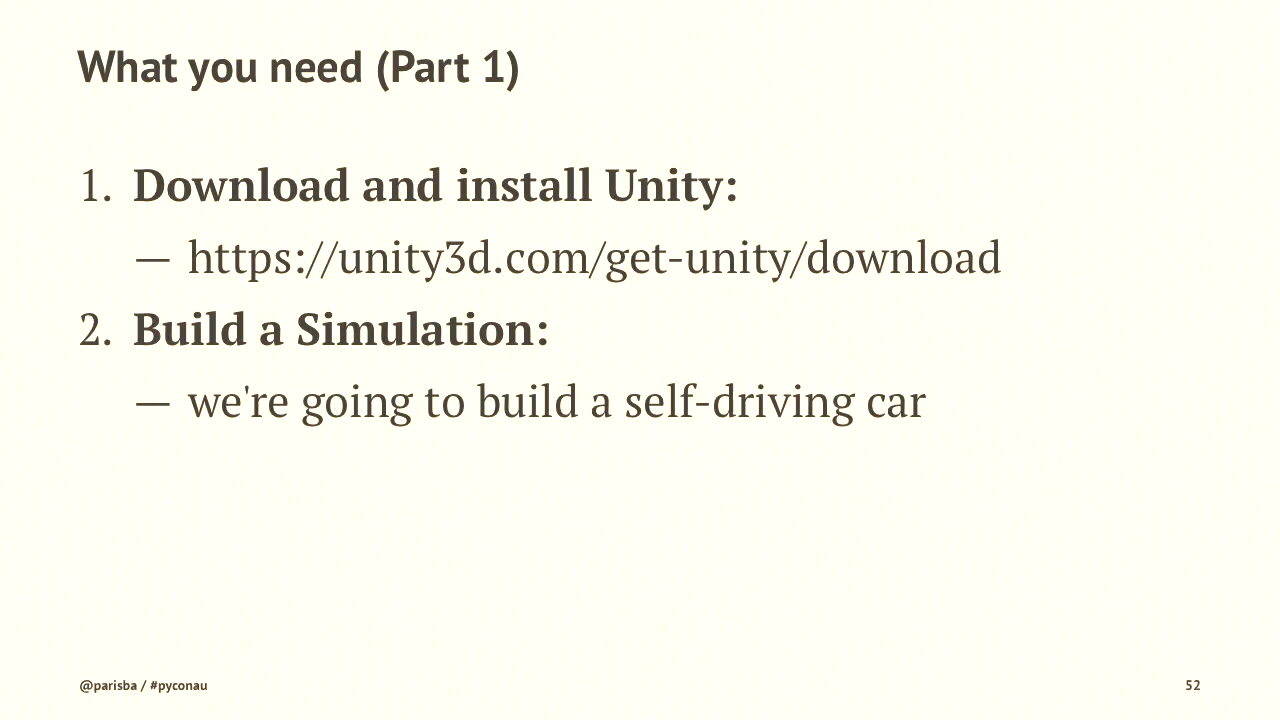 What you need (Part 1)
1. Download and install Unity:
— https://unity3d.com/get-unity/download
2. Build a Simulation:
— we're going to build a self-driving car
@parisba / #pyconau
52